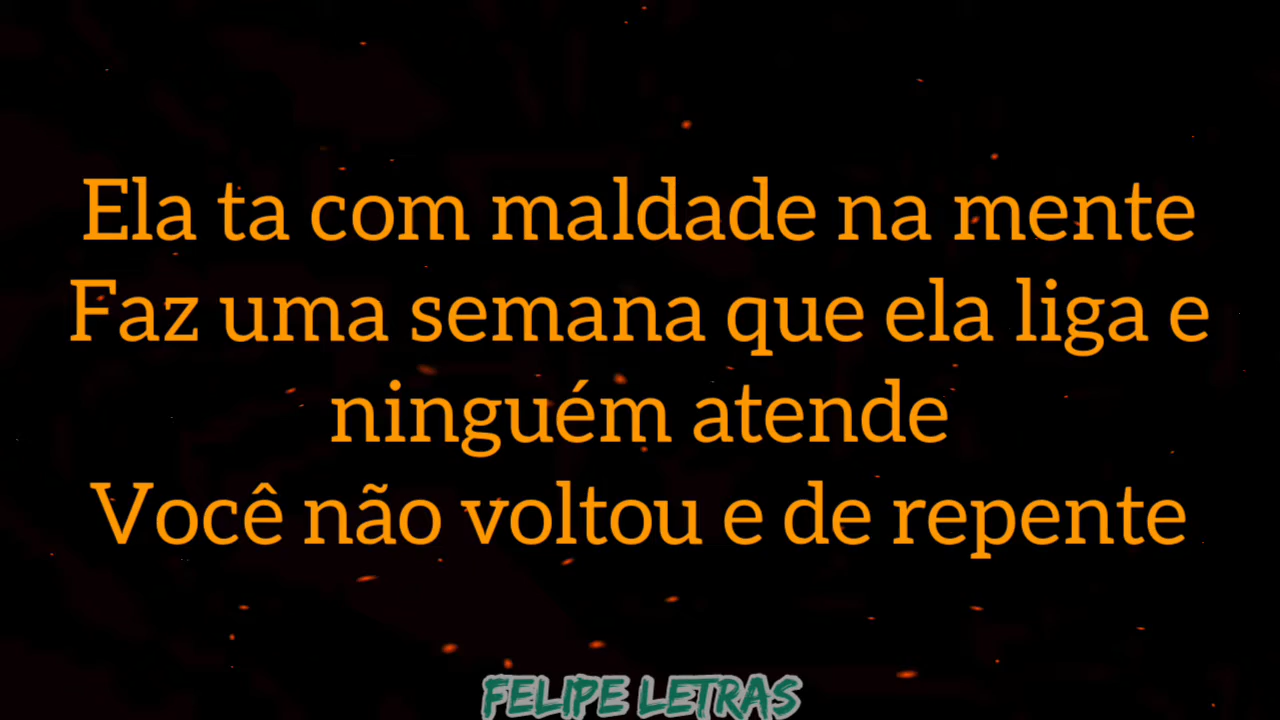 Ela ta com maldade na mente
Faz uma semana que ela liga e
ninguém atende
Você não voltou e de repente
FELIPE LETRAS